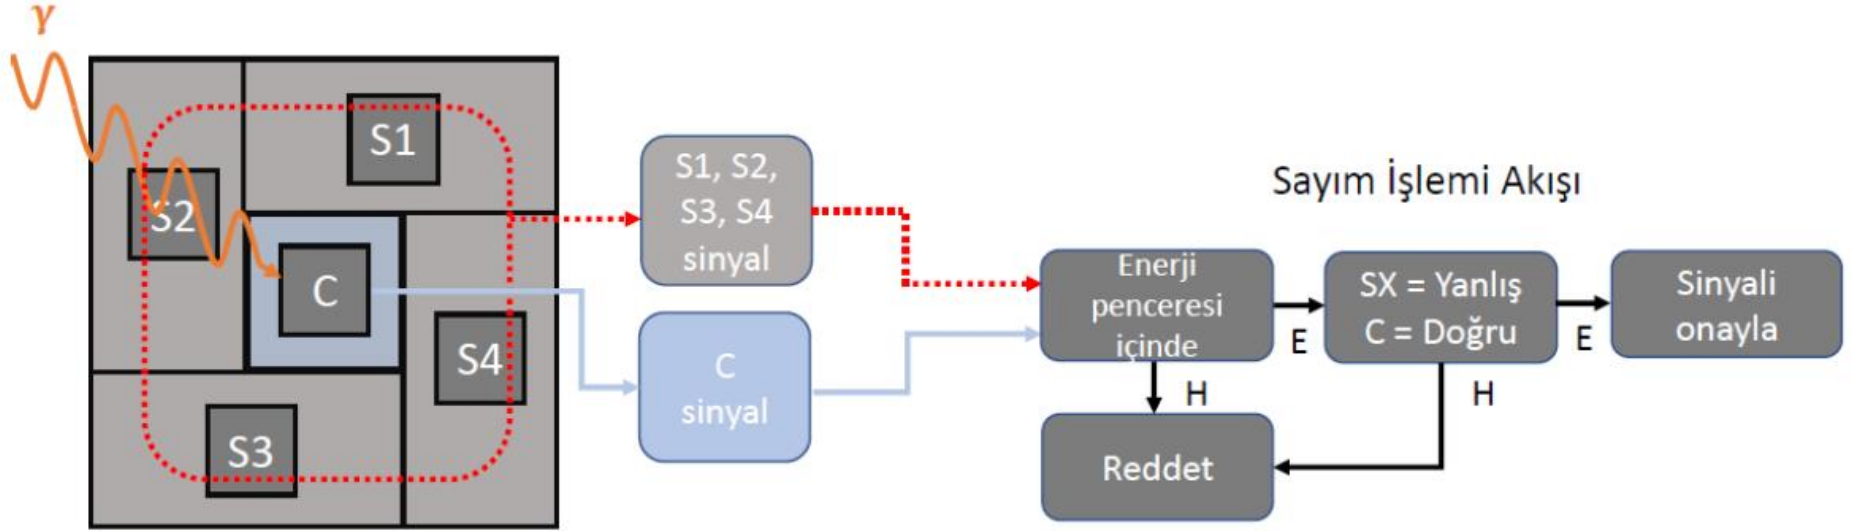 γ
S1
S2
C
S4
S3
S1, S2,
S3, S4
sinyal
C
sinyal
Sayım İşlemi Akışı
Enerji
penceresi
içinde
E
H
SX = Yanlış
C = Doğru
E
H
Sinyali
onayla
Reddet